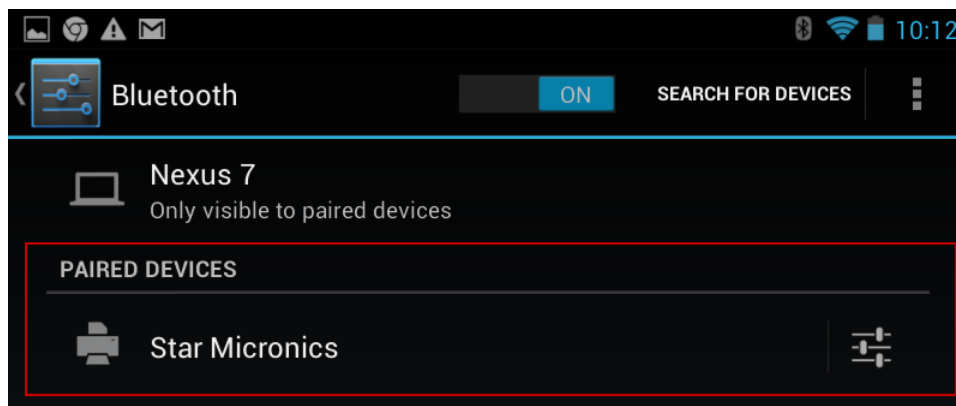 10:12
Bluetooth ON SEARCH FOR DEVICES
Nexus 7
Only visible to paired devices
PAIRED DEVICES
Star Micronics